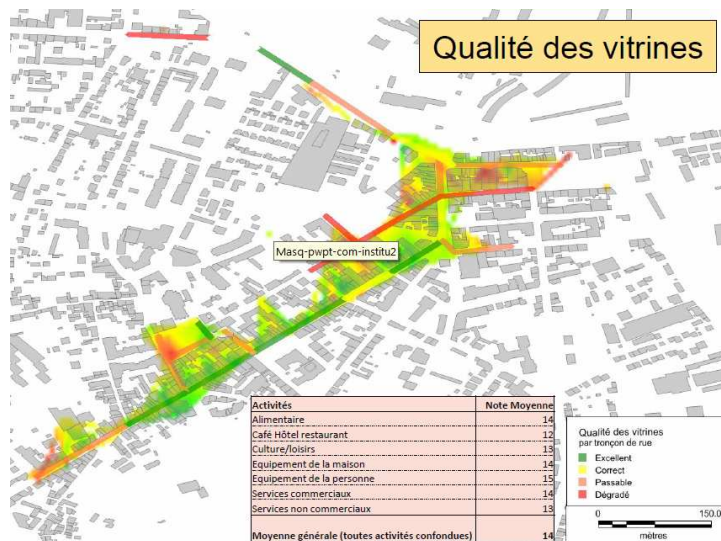 Qualité des vitrines
Masq-pwpt-com-institu2
Activités Note Moyenne
Alimentaire 14
Café Hôtel restaurant 12
Culture/loisirs 13
Equipement de la maison 14
Equipement de la personne 15
Services commerciaux 14
Services non commerciaux 13
Moyenne générale (toutes activités confondues) 14
Qualité des vitrines
par tronçon de rue
Excellent
Correct
Passable
Dégradé
0 150.0
mètres